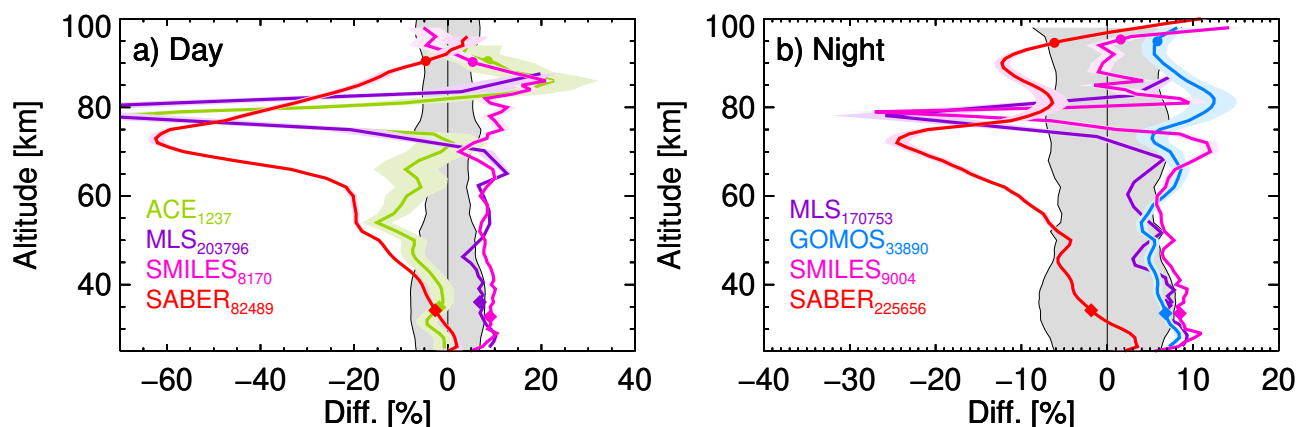 a) Day
Altitude [km]
100
80
60
40
ACE1237
MLS203796
SMILES8170
SABER82489
−60 −40 −20 0 20 40
Diff. [%]
b) Night
Altitude [km]
100
80
60
40
MLS170753
GOMOS33890
SMILES9004
SABER225656
−40 −30 −20 −10 0 10 20
Diff. [%]